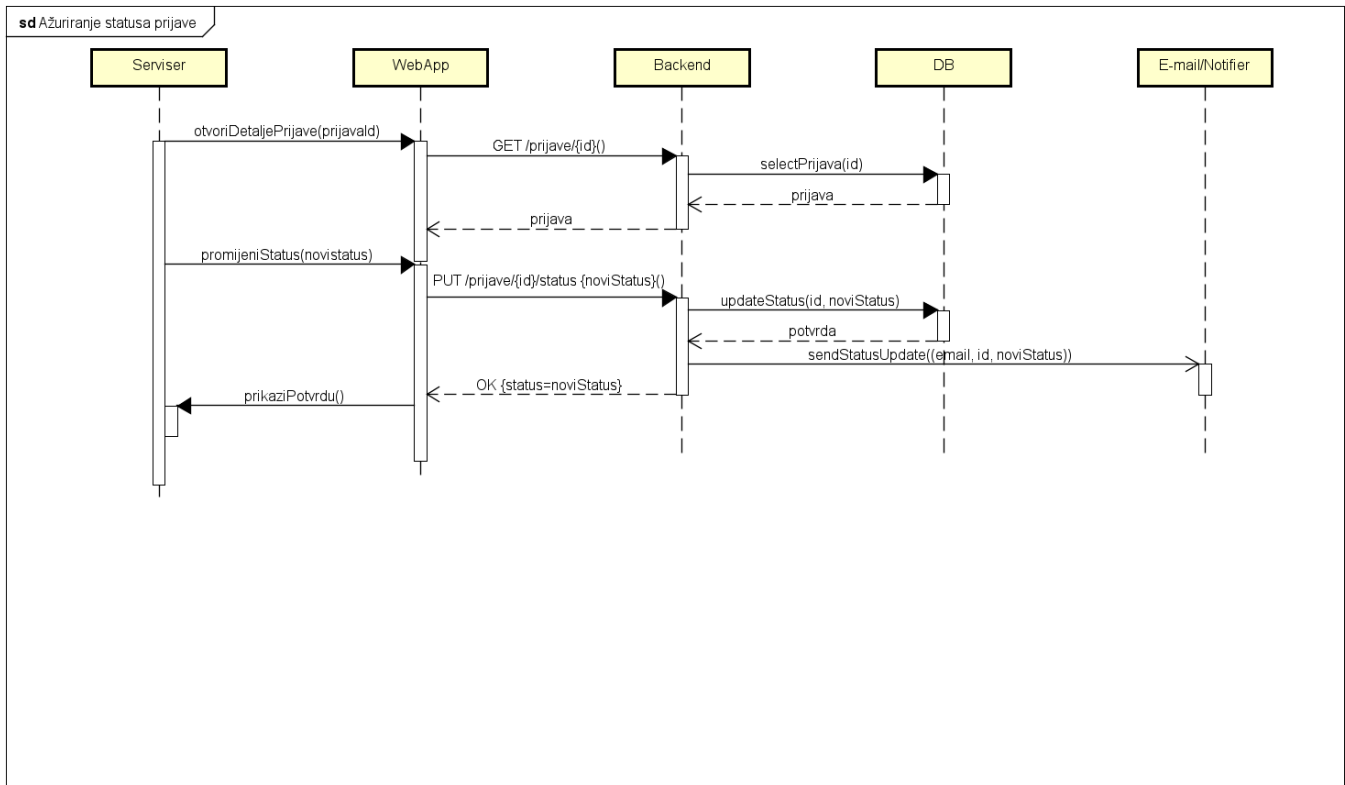 sd Ažuriranje statusa prijave
Serviser
WebApp
Backend
DB
E-mail/Notifier
otvoriDetaljePrijave(prijavaId)
GET /prijave/{id}()
selectPrijava(id)
prijava
prijava
promijeniStatus(novistatus)
PUT /prijave/{id}/status {noviStatus}()
updateStatus(id, noviStatus)
potvrda
sendStatusUpdate((email, id, noviStatus))
OK {status=noviStatus}
prikaziPotvrdu()